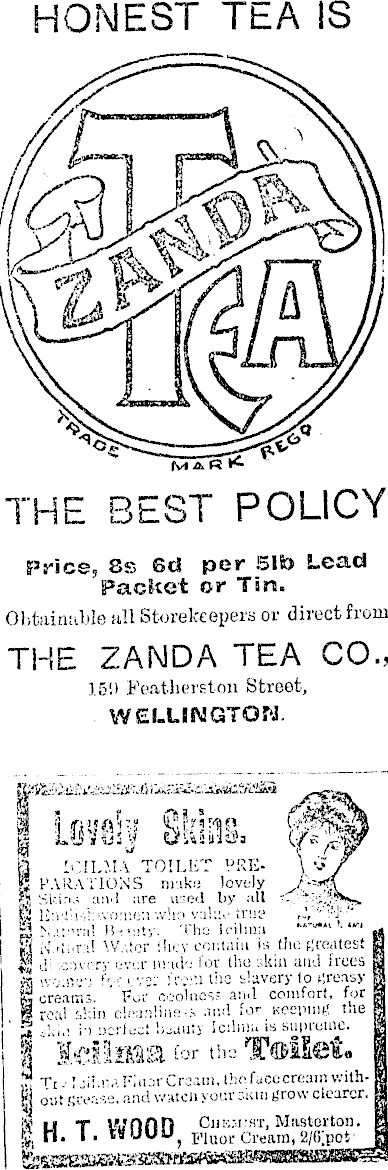 HONEST TEA IS
ZANDA
TEA
TRADE MARK REGD
THE BEST POLICY
Price, 8s 6d per 5lb Lead
Packet or Tin.
Obtainable all Storekeepers or direct from
THE ZANDA TEA CO.,
159 Featherston Street,
WELLINGTON.
Lovely Skins.
ICILMA TOILET PRE-
PARATIONS make lovely
Skins and are used by all
Englishwomen who value true
Natural Beauty. The Icilma
Natural Water they contain is the greatest
discovery ever made for the skin and frees
women for ever from the slavery to greasy
creams. For coolness and comfort, for
real skin cleanliness and for keeping the
skin in perfect beauty Icilma is supreme.
Icilma for the Toilet.
Try Icilma Fluor Cream, the face cream with-
out grease, and watch your skin grow clearer.
H. T. WOOD, CHEMIST, Masterton.
Fluor Cream, 2/6 pot
NATURAL